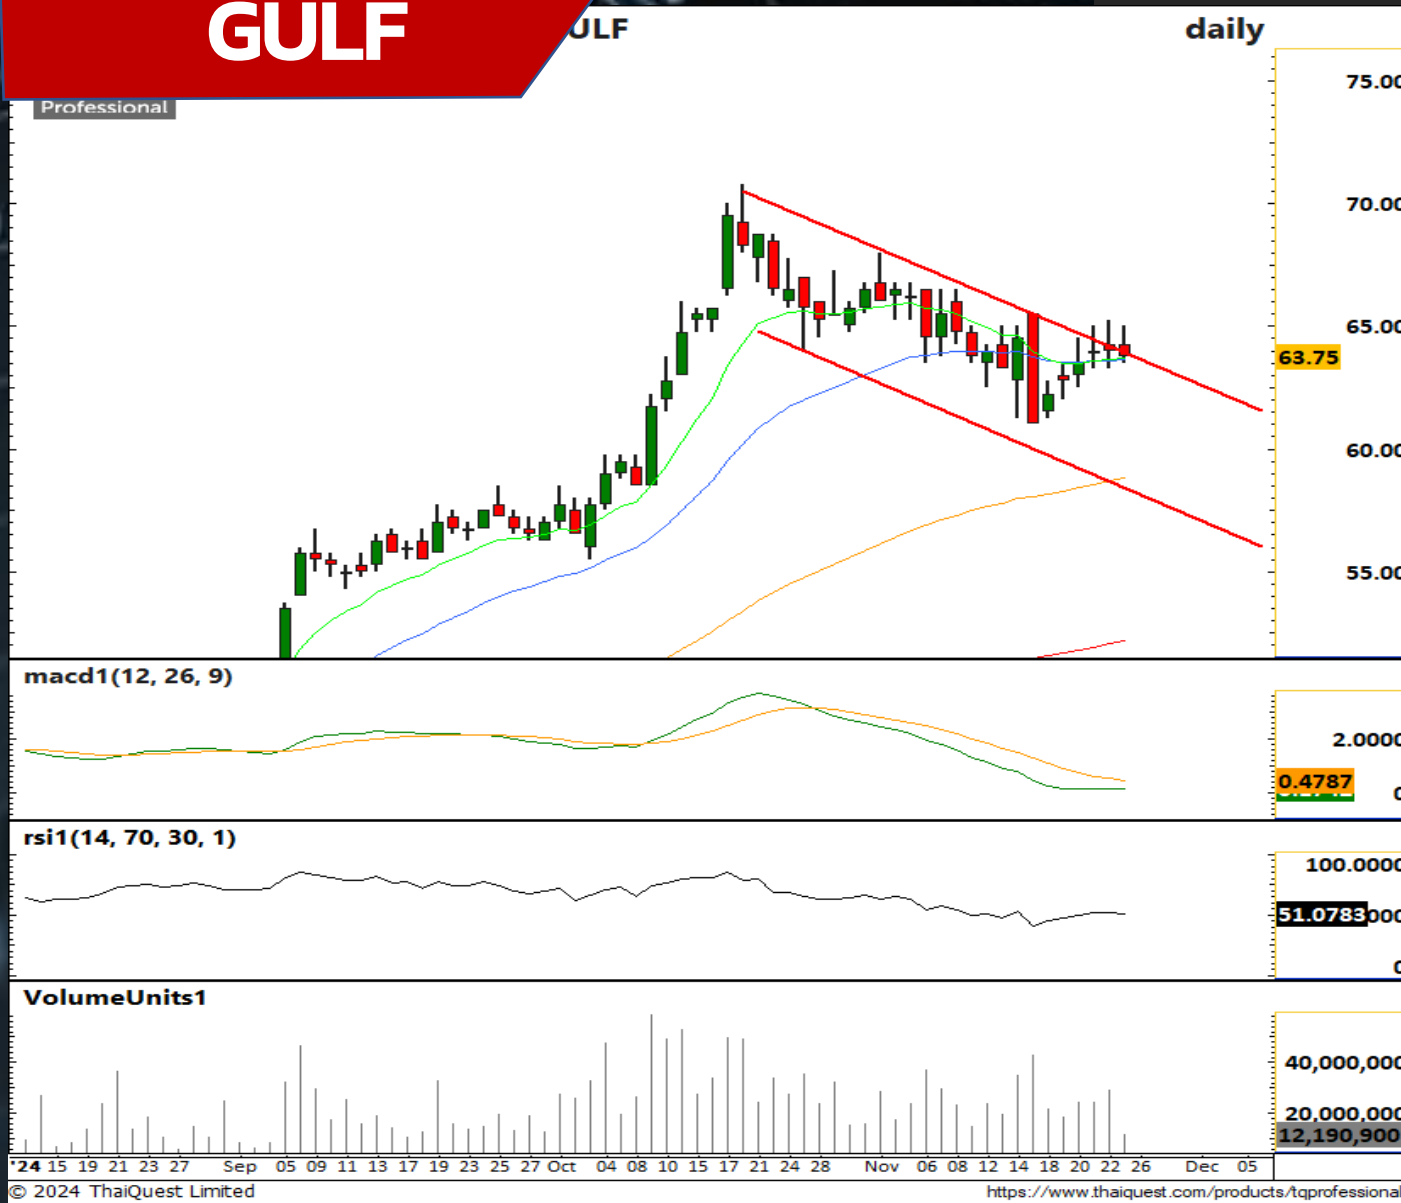 GULF
ULF daily
Professional
75.00
70.00
65.00
63.75
60.00
55.00
macd1(12, 26, 9)
2.0000
0.4787
0
rsi1(14, 70, 30, 1)
100.0000
51.0783
000
0
VolumeUnits1
40,000,000
20,000,000
12,190,900
'24 15 19 21 23 27 Sep 05 09 11 13 17 19 23 25 27 Oct 04 08 10 15 17 21 24 28 Nov 06 08 12 14 18 20 22 26 Dec 05
© 2024 ThaiQuest Limited https://www.thaiquest.com/products/tqprofessional